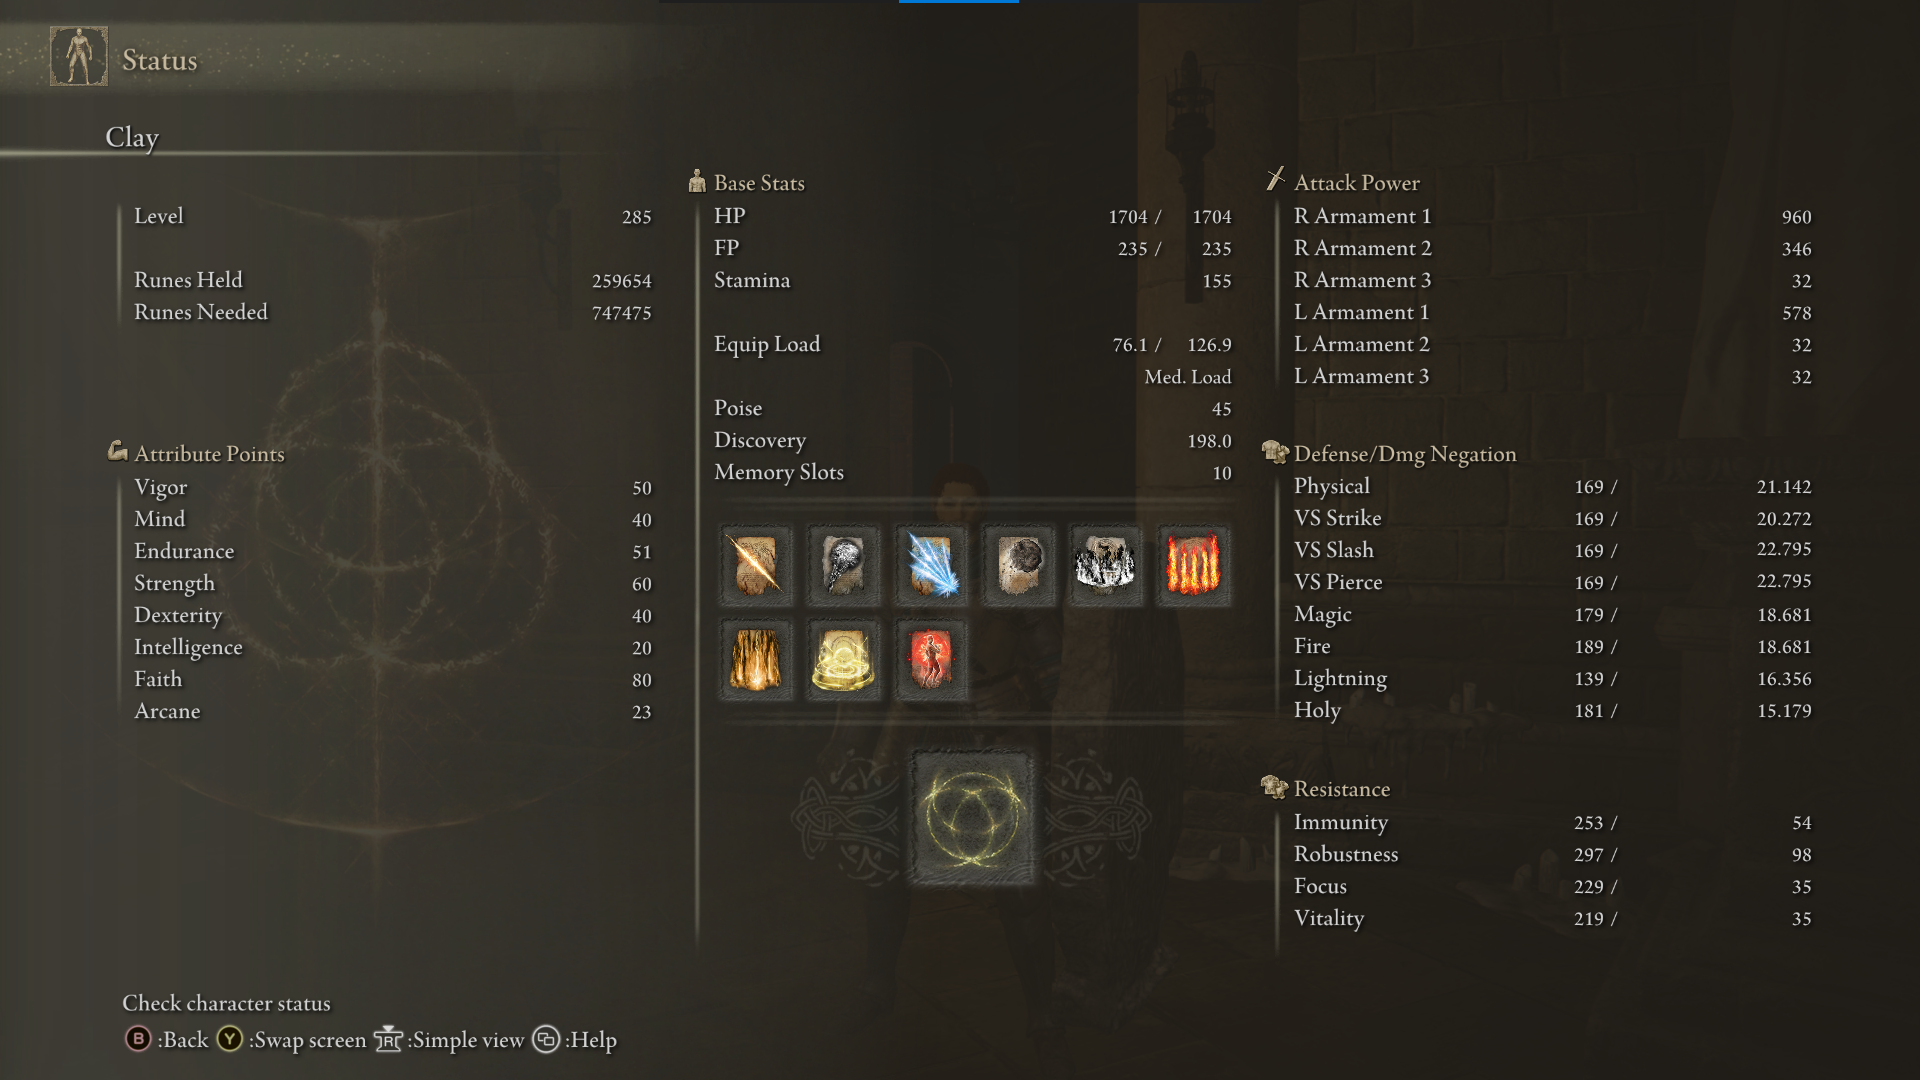 Status
Clay
Level 285
Runes Held 259654
Runes Needed 747475
Attribute Points
Vigor 50
Mind 40
Endurance 51
Strength 60
Dexterity 40
Intelligence 20
Faith 80
Arcane 23
Base Stats
HP 1704 / 1704
FP 235 / 235
Stamina 155
Equip Load 76.1 / 126.9
Med. Load
Poise 45
Discovery 198.0
Memory Slots 10
Attack Power
R Armament 1 960
R Armament 2 346
R Armament 3 32
L Armament 1 578
L Armament 2 32
L Armament 3 32
Defense/Dmg Negation
Physical 169 / 21.142
VS Strike 169 / 20.272
VS Slash 169 / 22.795
VS Pierce 169 / 22.795
Magic 179 / 18.681
Fire 189 / 18.681
Lightning 139 / 16.356
Holy 181 / 15.179
Resistance
Immunity 253 / 54
Robustness 297 / 98
Focus 229 / 35
Vitality 219 / 35
Check character status
B :Back Y :Swap screen R :Simple view :Help